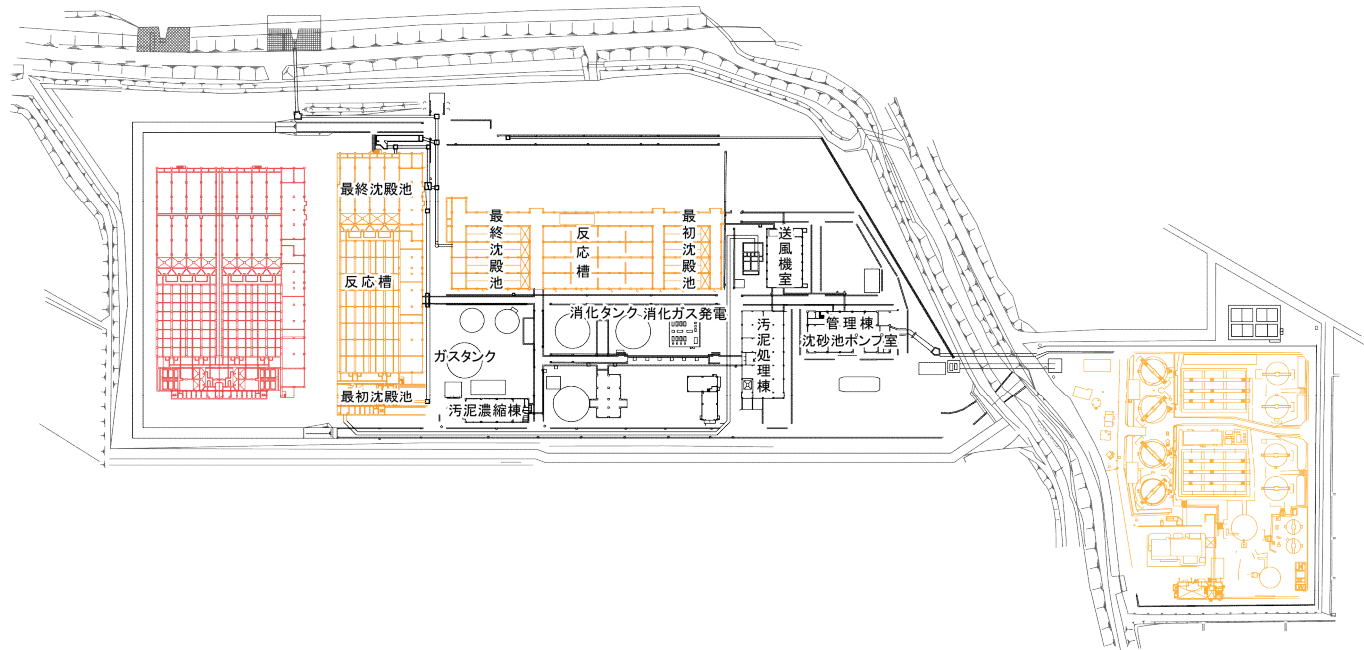 最終沈殿池
反応槽
最初沈殿池
最終沈殿池
反応槽
最初沈殿池
送風機室
消化タンク
消化ガス発電
ガスタンク
汚泥濃縮棟
汚泥処理棟
管理棟
沈砂池ポンプ室